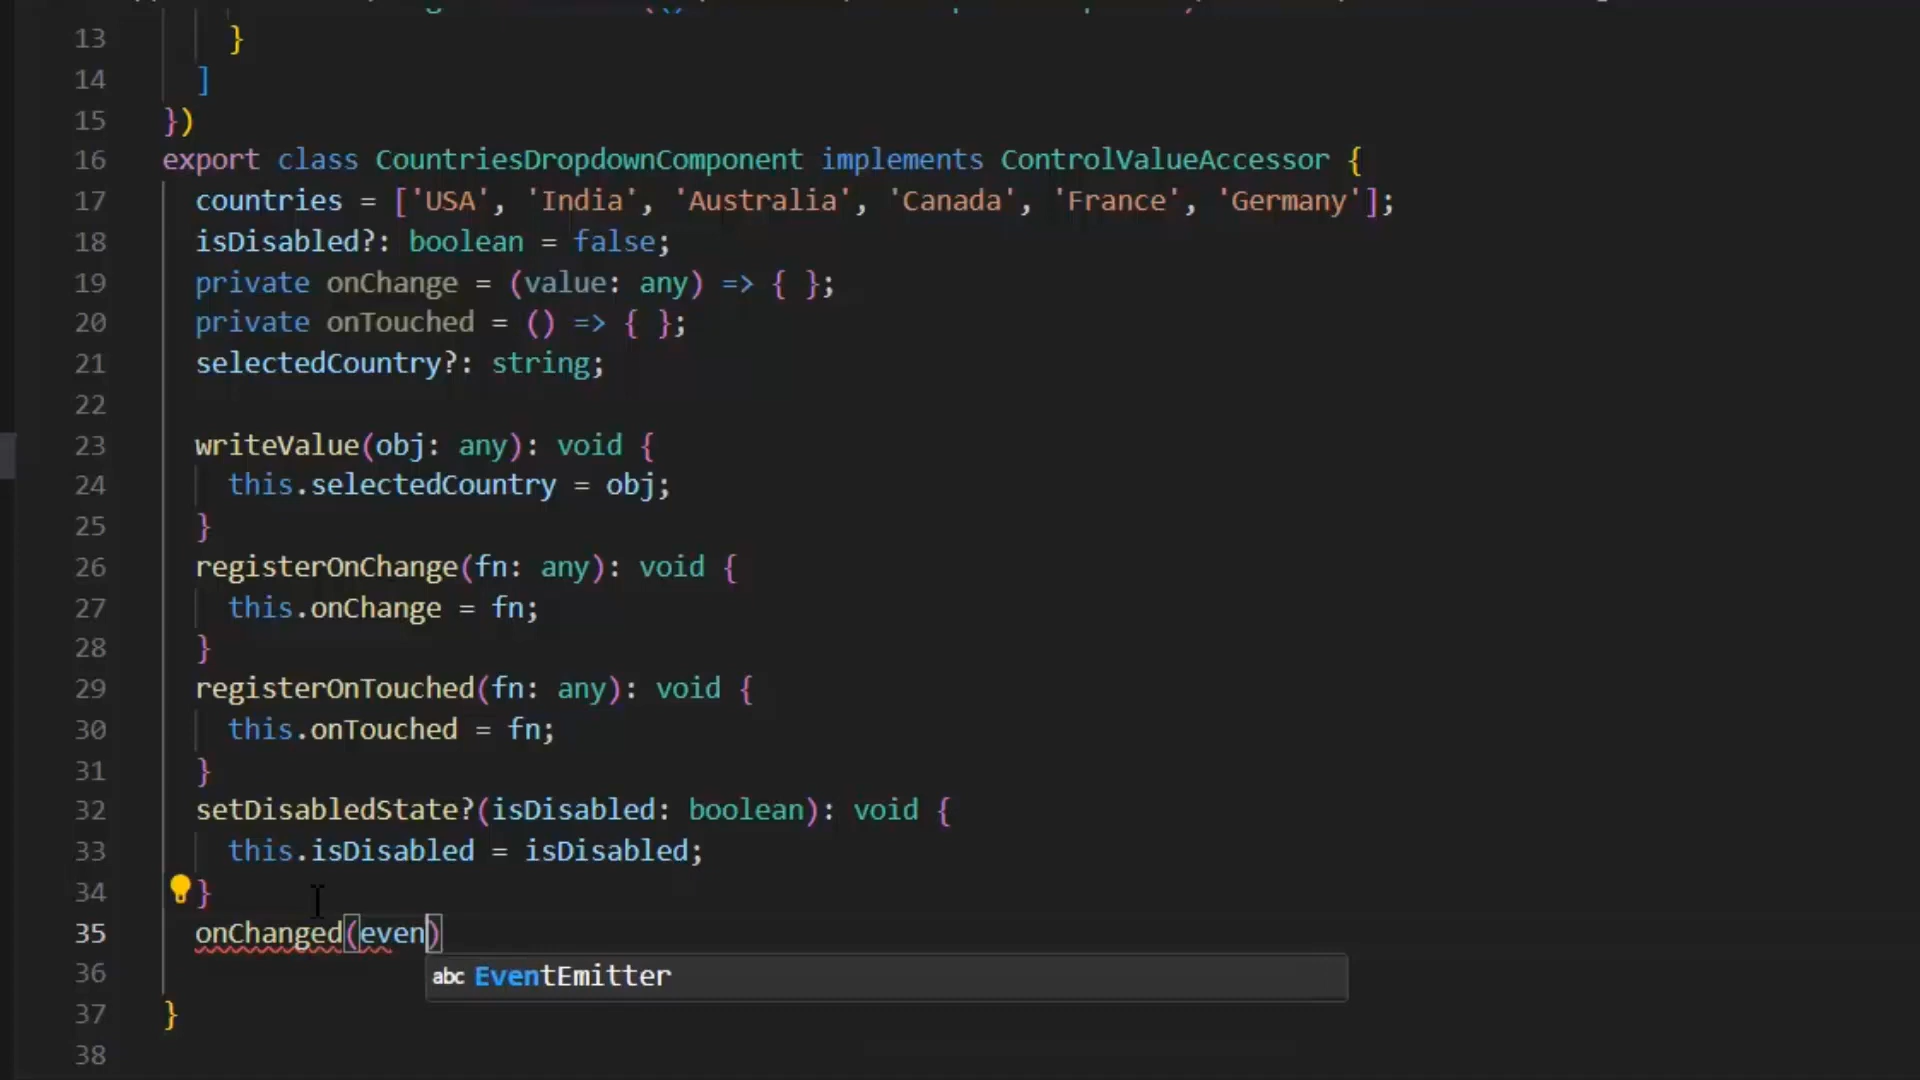 13 }
14 ]
15 })
16 export class CountriesDropdownComponent implements ControlValueAccessor {
17 countries = ['USA', 'India', 'Australia', 'Canada', 'France', 'Germany'];
18 isDisabled?: boolean = false;
19 private onChange = (value: any) => { };
20 private onTouched = () => { };
21 selectedCountry?: string;
22
23 writeValue(obj: any): void {
24 this.selectedCountry = obj;
25 }
26 registerOnChange(fn: any): void {
27 this.onChange = fn;
28 }
29 registerOnTouched(fn: any): void {
30 this.onTouched = fn;
31 }
32 setDisabledState?(isDisabled: boolean): void {
33 this.isDisabled = isDisabled;
34 }
35 onChanged(even)
abc EventEmitter
36
37 }
38